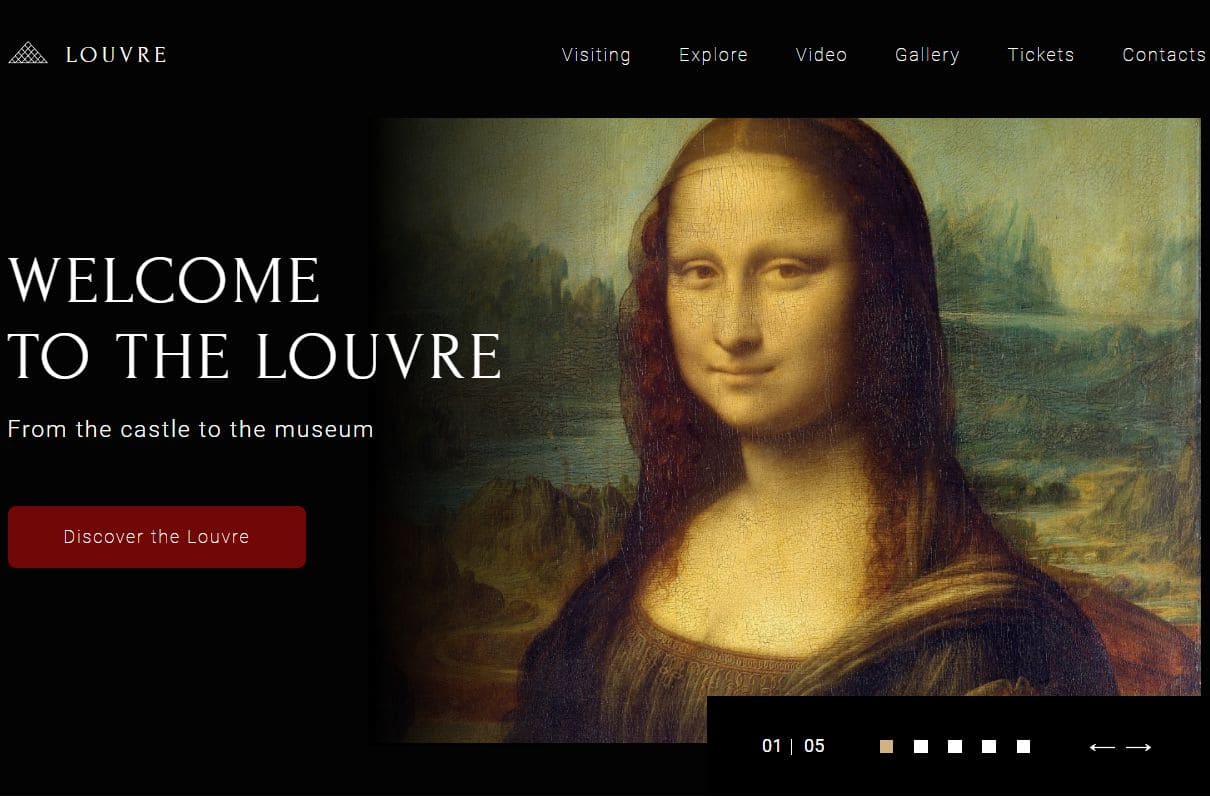 LOUVRE
Visiting Explore Video Gallery Tickets Contacts
WELCOME
TO THE LOUVRE
From the castle to the museum
Discover the Louvre
01 | 05